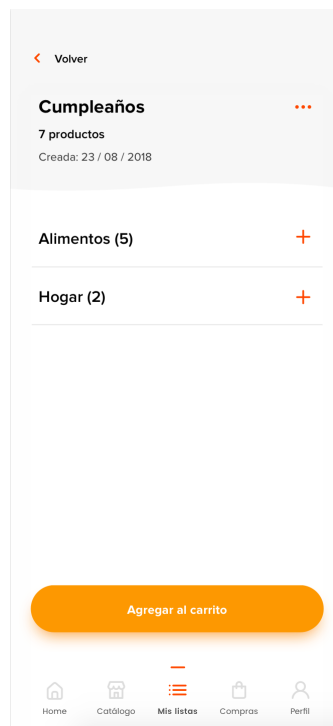 Volver
Cumpleaños
7 productos
Creada: 23 / 08 / 2018
Alimentos (5)
Hogar (2)
Agregar al carrito
Home Catálogo Mis listas Compras Perfil